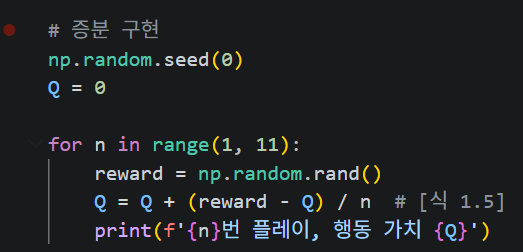 # 증분 구현
np.random.seed(0)
Q = 0
for n in range(1, 11):
    reward = np.random.rand()
    Q = Q + (reward - Q) / n  # [식 1.5]
    print(f'{n}번 플레이, 행동 가치 {Q}')